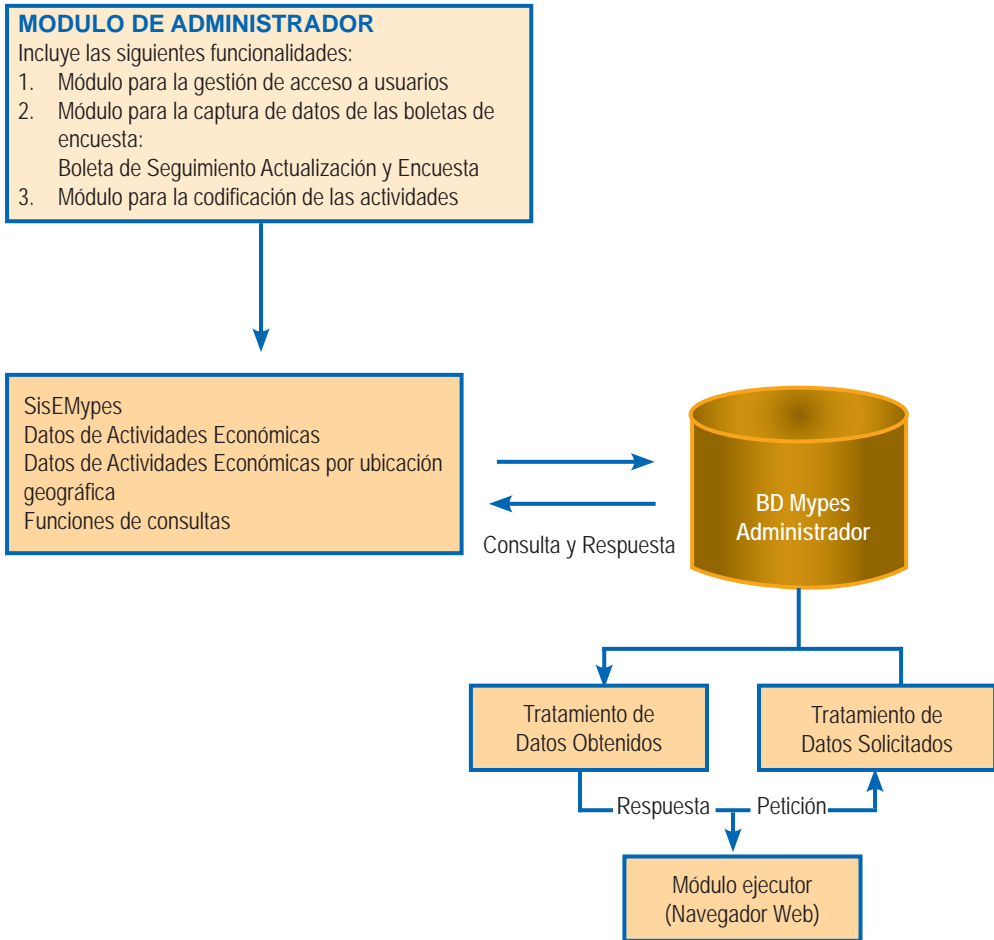 MODULO DE ADMINISTRADOR
Incluye las siguientes funcionalidades:
1. Módulo para la gestión de acceso a usuarios
2. Módulo para la captura de datos de las boletas de
encuesta:
Boleta de Seguimiento Actualización y Encuesta
3. Módulo para la codificación de las actividades
SisEMypes
Datos de Actividades Económicas
Datos de Actividades Económicas por ubicación
geográfica
Funciones de consultas
Consulta y Respuesta
BD Mypes
Administrador
Tratamiento de
Datos Obtenidos
Tratamiento de
Datos Solicitados
Respuesta
Petición
Módulo ejecutor
(Navegador Web)